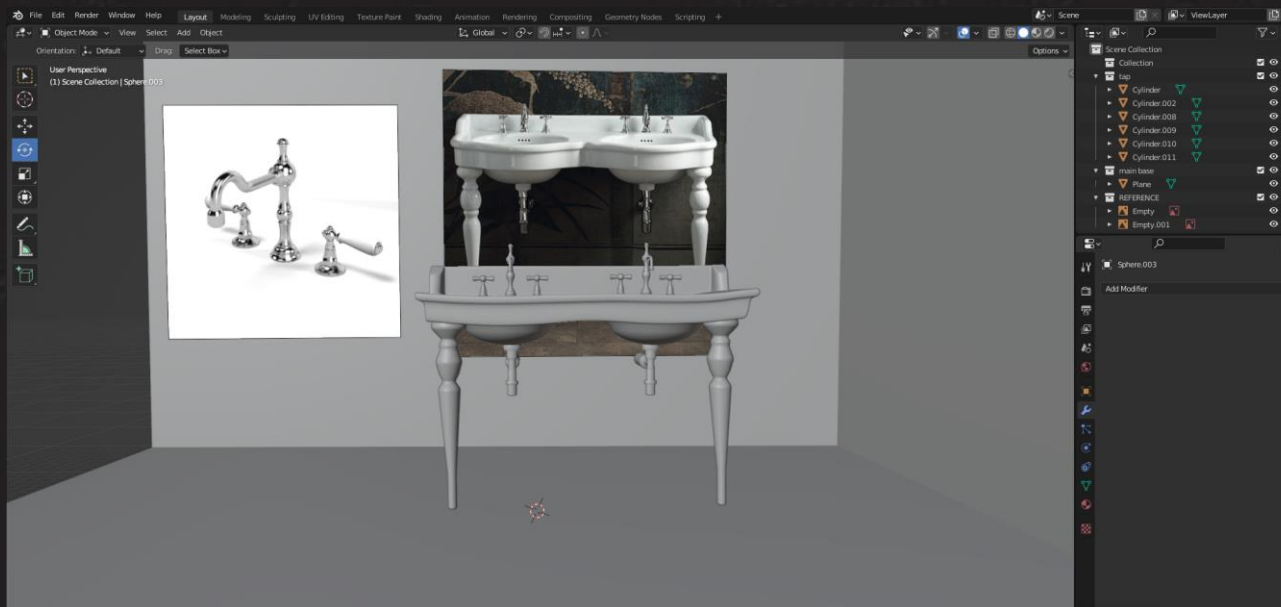 File Edit Render Window Help Layout Modeling Sculpting UV Editing Texture Paint Shading Animation Rendering Compositing Geometry Nodes Scripting + Scene ViewLayer
Object Mode View Select Add Object Global
Orientation: Default Drag: Select Box Options
User Perspective
(1) Scene Collection | Sphere.003
Scene Collection
Collection
tap
Cylinder
Cylinder.002
Cylinder.008
Cylinder.009
Cylinder.010
Cylinder.011
main base
Plane
REFERENCE
Empty
Empty.001
Sphere.003
Add Modifier